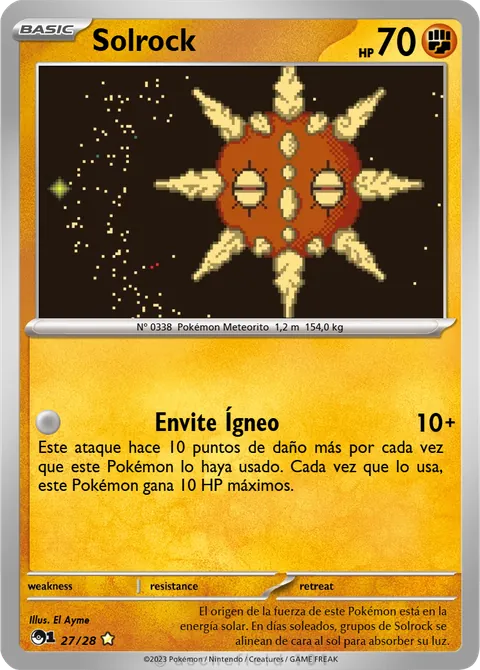 BASIC
Solrock
HP 70
Nº 0338 Pokémon Meteorito 1,2 m 154,0 kg
Envite Ígneo 10+
Este ataque hace 10 puntos de daño más por cada vez
que este Pokémon lo haya usado. Cada vez que lo usa,
este Pokémon gana 10 HP máximos.
weakness resistance retreat
Illus. El Ayme
El origen de la fuerza de este Pokémon está en la
energía solar. En días soleados, grupos de Solrock se
alinean de cara al sol para absorber su luz.
1 27/28
©2023 Pokémon / Nintendo / Creatures / GAME FREAK